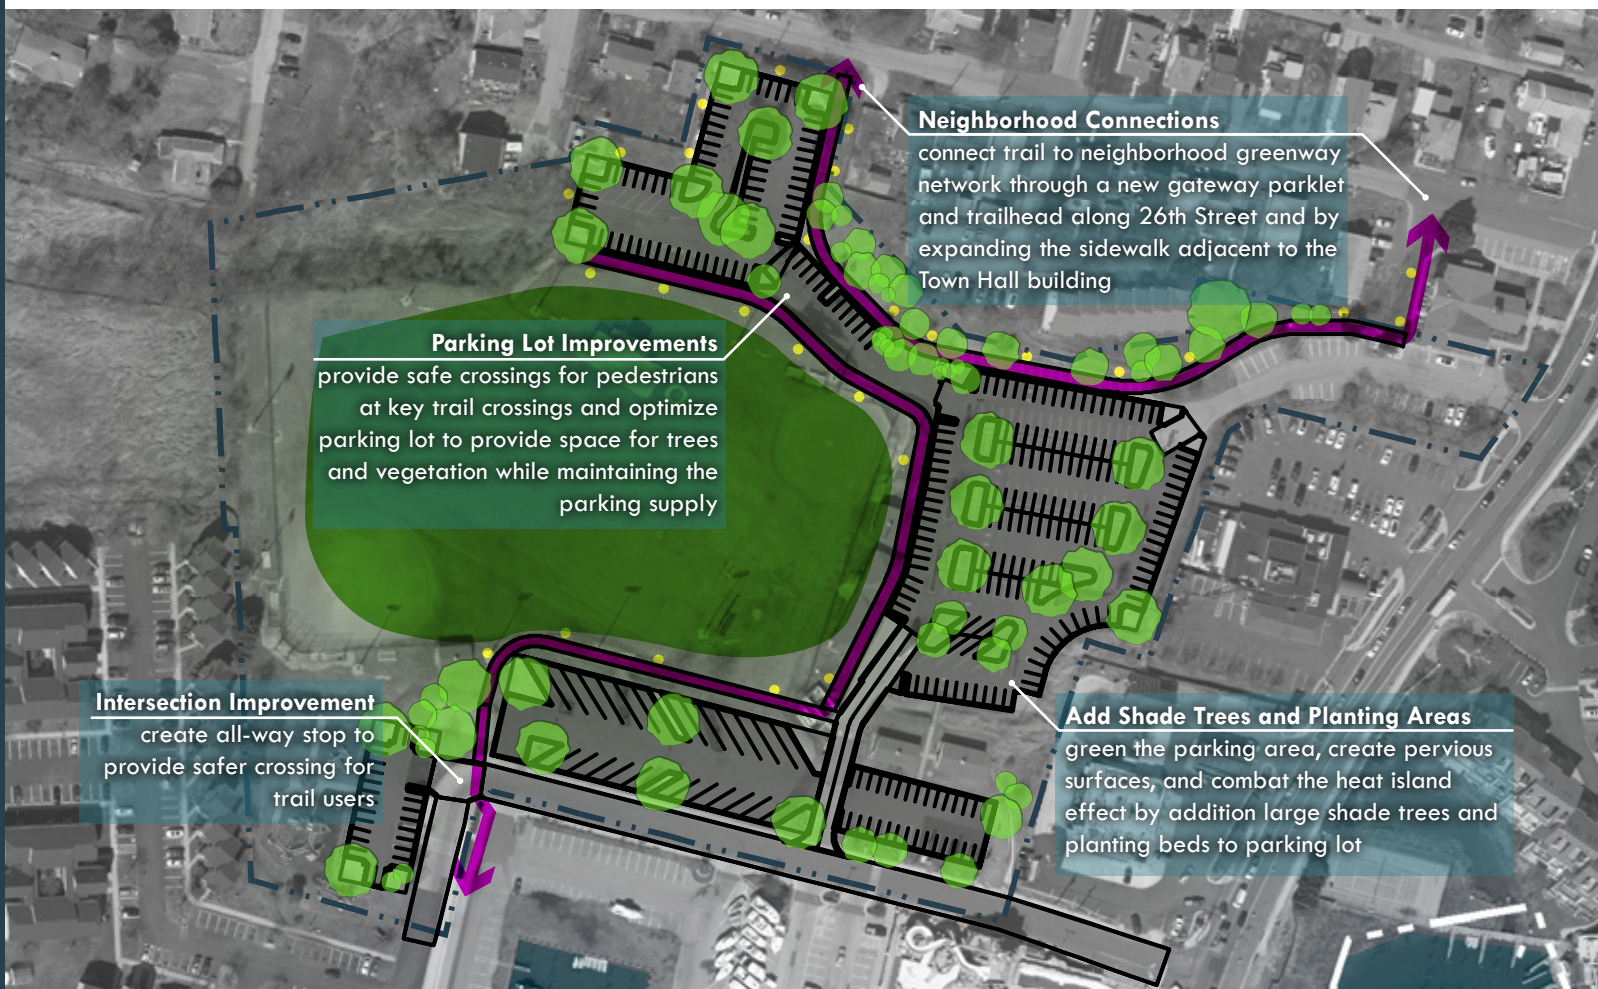 Neighborhood Connections
connect trail to neighborhood greenway
network through a new gateway parklet
and trailhead along 26th Street and by
expanding the sidewalk adjacent to the
Town Hall building
Parking Lot Improvements
provide safe crossings for pedestrians
at key trail crossings and optimize
parking lot to provide space for trees
and vegetation while maintaining the
parking supply
Intersection Improvement
create all-way stop to
provide safer crossing for
trail users
Add Shade Trees and Planting Areas
green the parking area, create pervious
surfaces, and combat the heat island
effect by addition large shade trees and
planting beds to parking lot